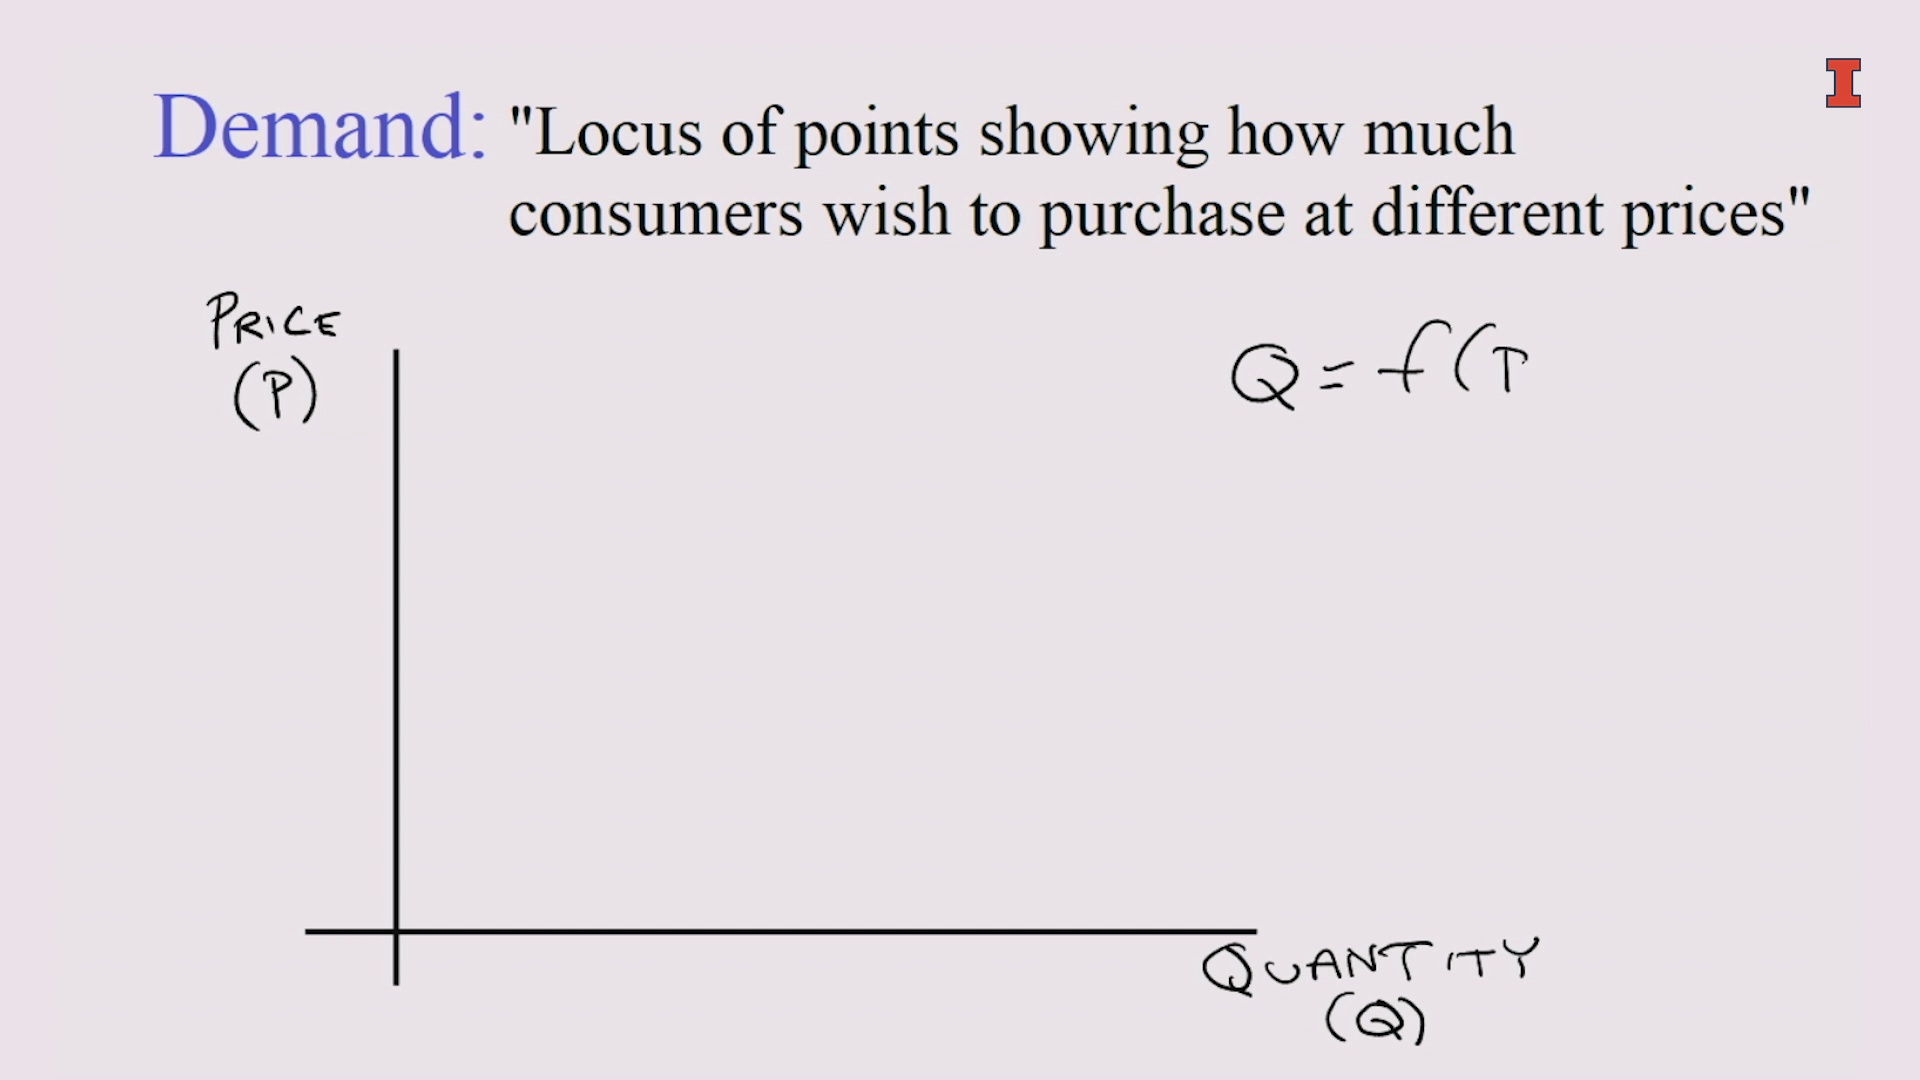 Demand: "Locus of points showing how much
consumers wish to purchase at different prices"
PRICE
(P)
Q = f(
QUANTITY
(Q)
I